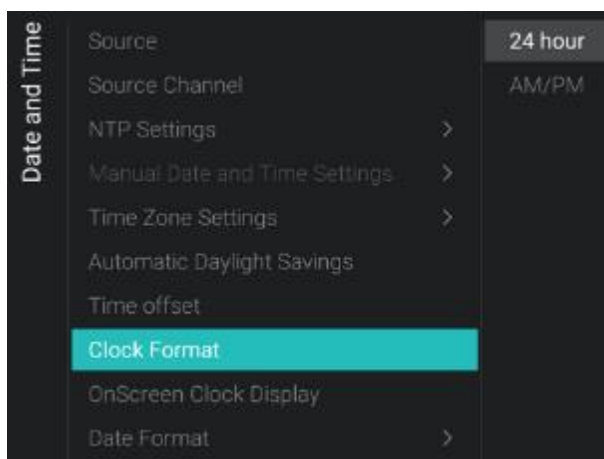 Date and Time
Source
Source Channel
NTP Settings
Manual Date and Time Settings
Time Zone Settings
Automatic Daylight Savings
Time offset
Clock Format
OnScreen Clock Display
Date Format
24 hour
AM/PM